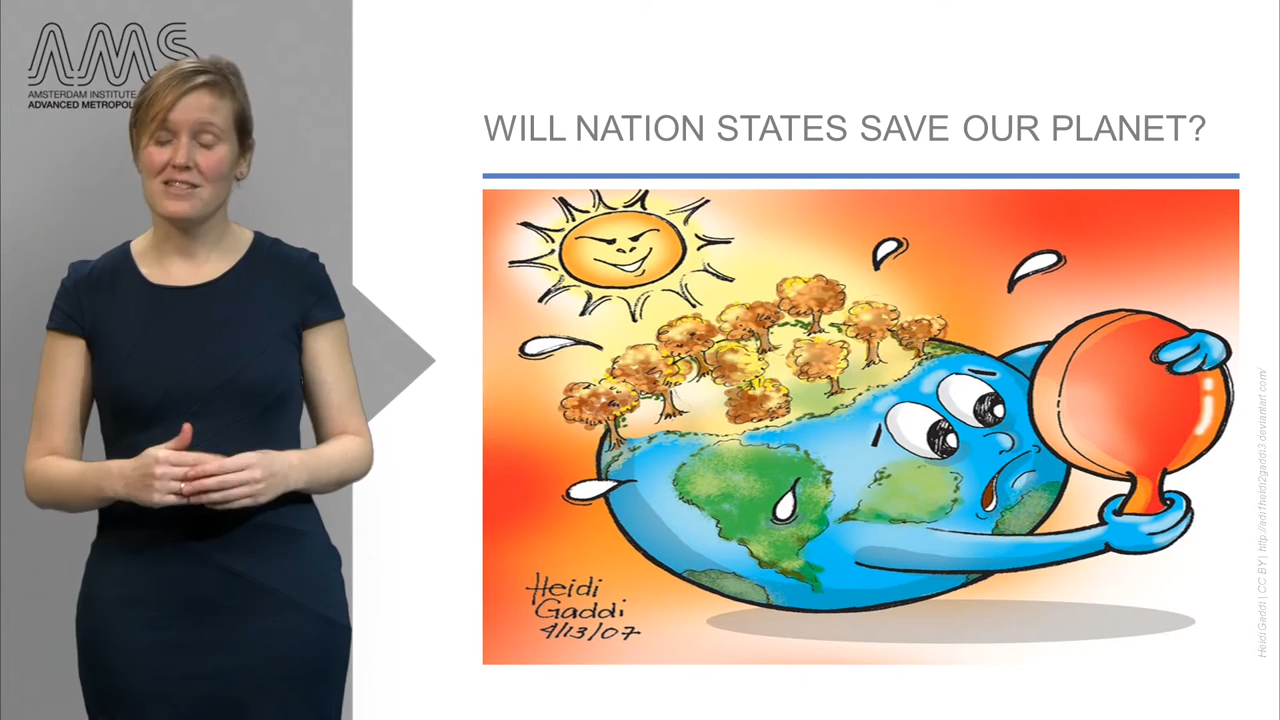 AMS
AMSTERDAM INSTITUTE
ADVANCED METROPOL
WILL NATION STATES SAVE OUR PLANET?
Heidi
Gaddi
4/13/07
Heidi Gaddi | CC BY | http://adi1heidi2gaddi3.deviantart.com/